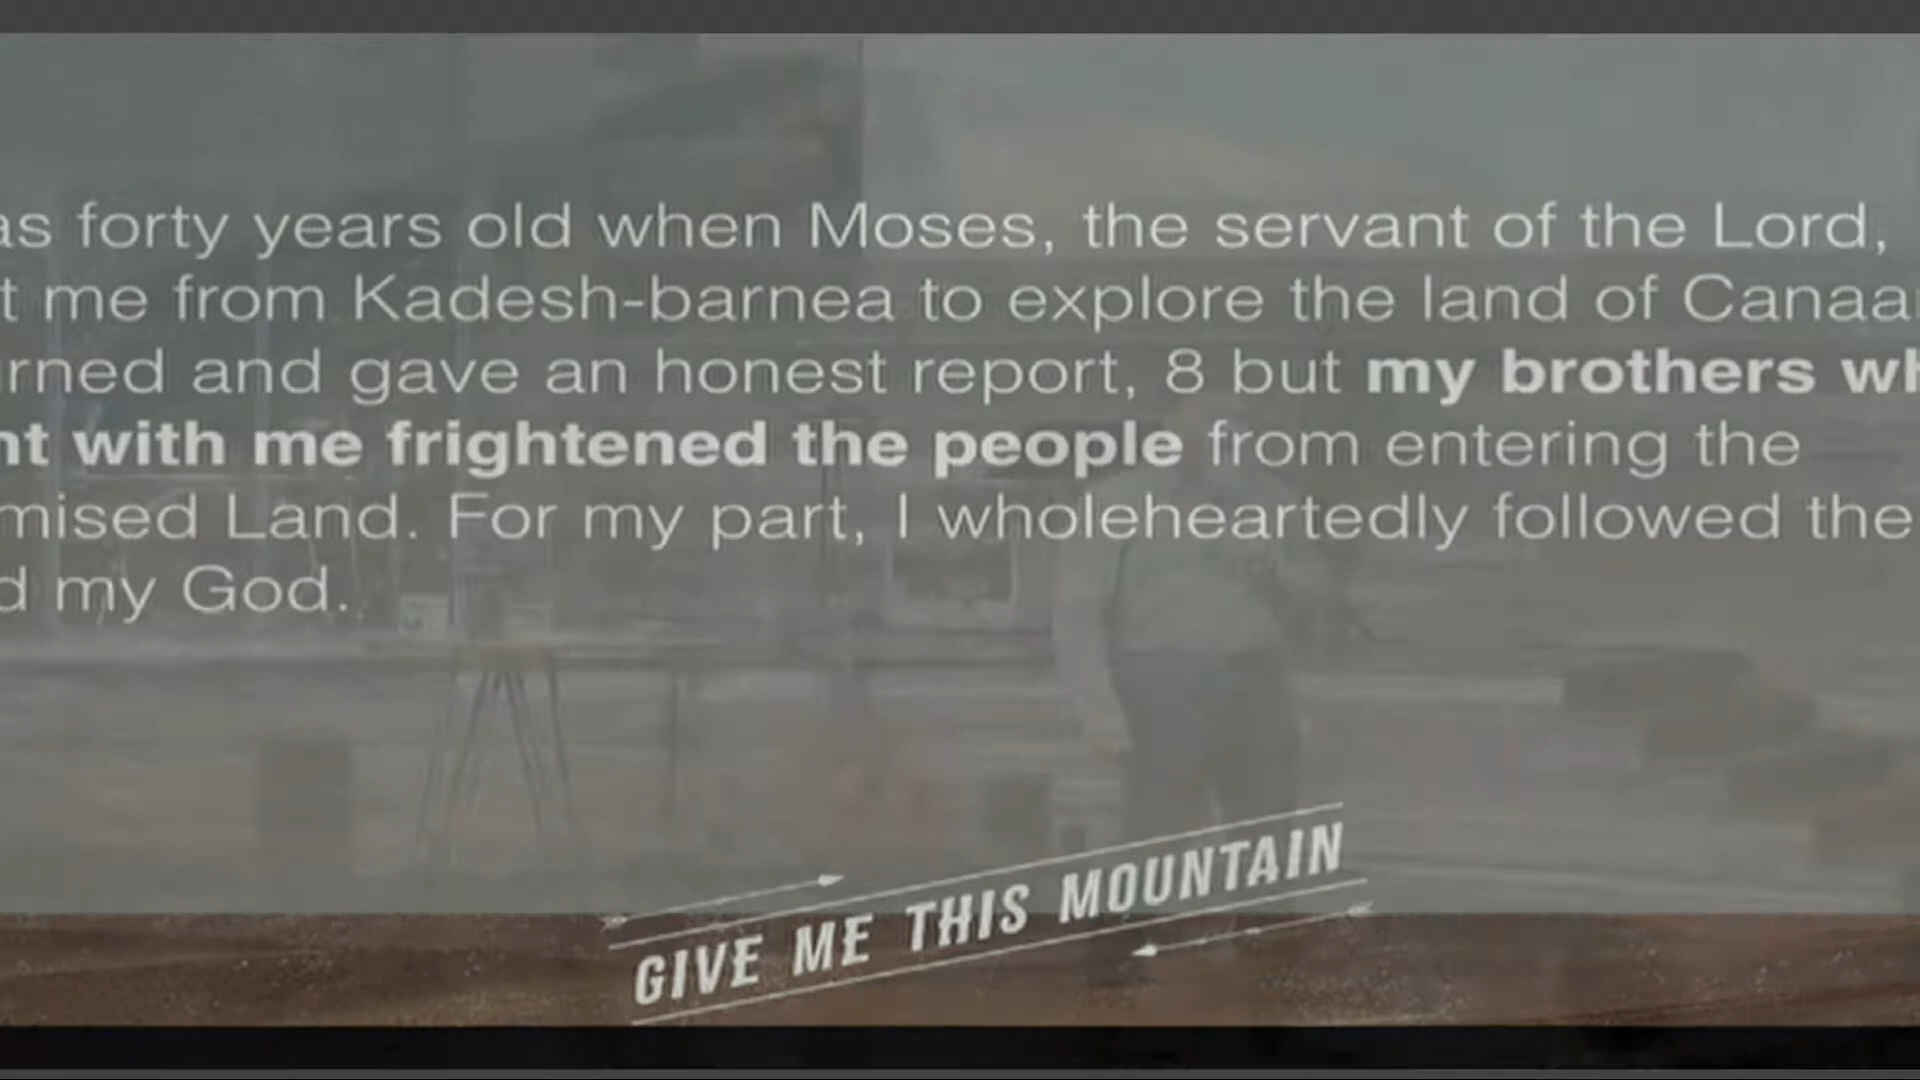 as forty years old when Moses, the servant of the Lord,
t me from Kadesh-barnea to explore the land of Canaa
rned and gave an honest report, 8 but my brothers wh
nt with me frightened the people from entering the
mised Land. For my part, I wholeheartedly followed the
d my God.
GIVE ME THIS MOUNTAIN